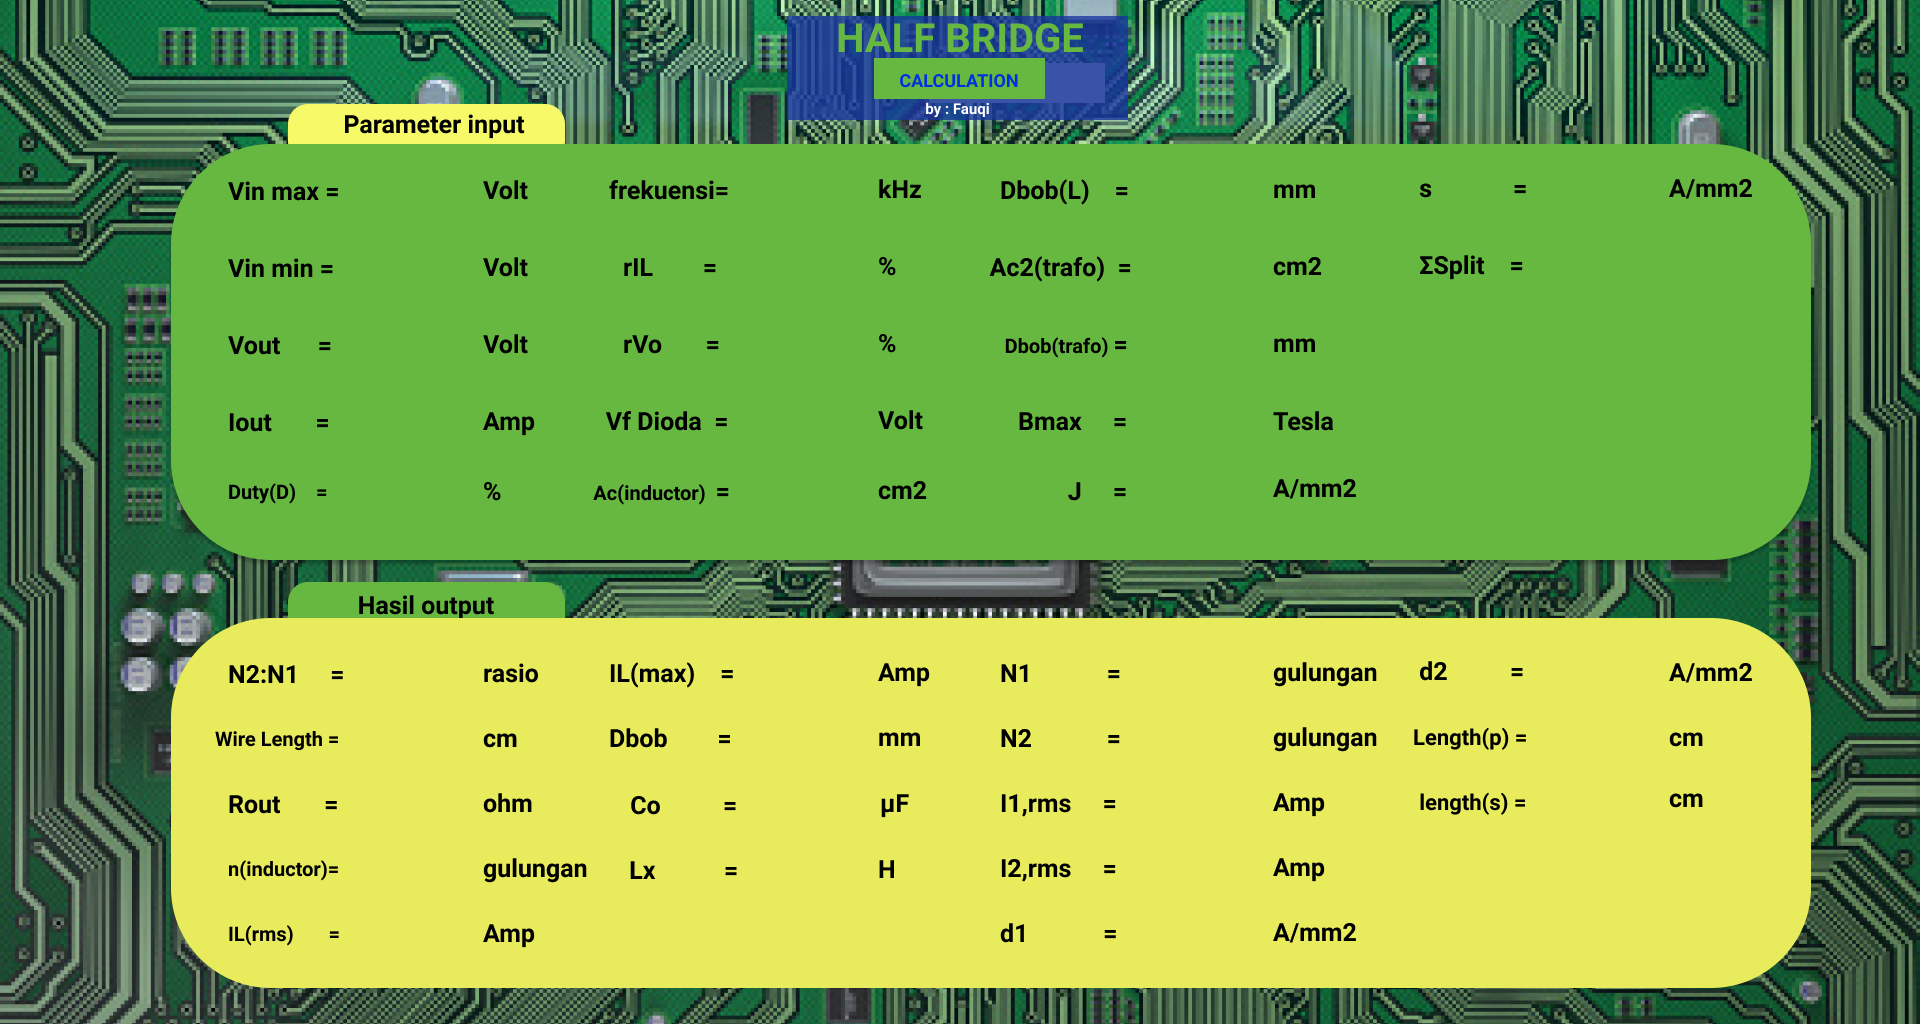 HALF BRIDGE
CALCULATION
by : Fauqi
Parameter input
Vin max = Volt frekuensi= kHz Dbob(L) = mm s = A/mm2
Vin min = Volt rIL = % Ac2(trafo) = cm2 ΣSplit =
Vout = Volt rVo = % Dbob(trafo) = mm
Iout = Amp Vf Dioda = Volt Bmax = Tesla
Duty(D) = % Ac(inductor) = cm2 J = A/mm2
Hasil output
N2:N1 = rasio IL(max) = Amp N1 = gulungan d2 = A/mm2
Wire Length = cm Dbob = mm N2 = gulungan Length(p) = cm
Rout = ohm Co = µF I1,rms = Amp length(s) = cm
n(inductor)= gulungan Lx = H I2,rms = Amp
IL(rms) = Amp d1 = A/mm2